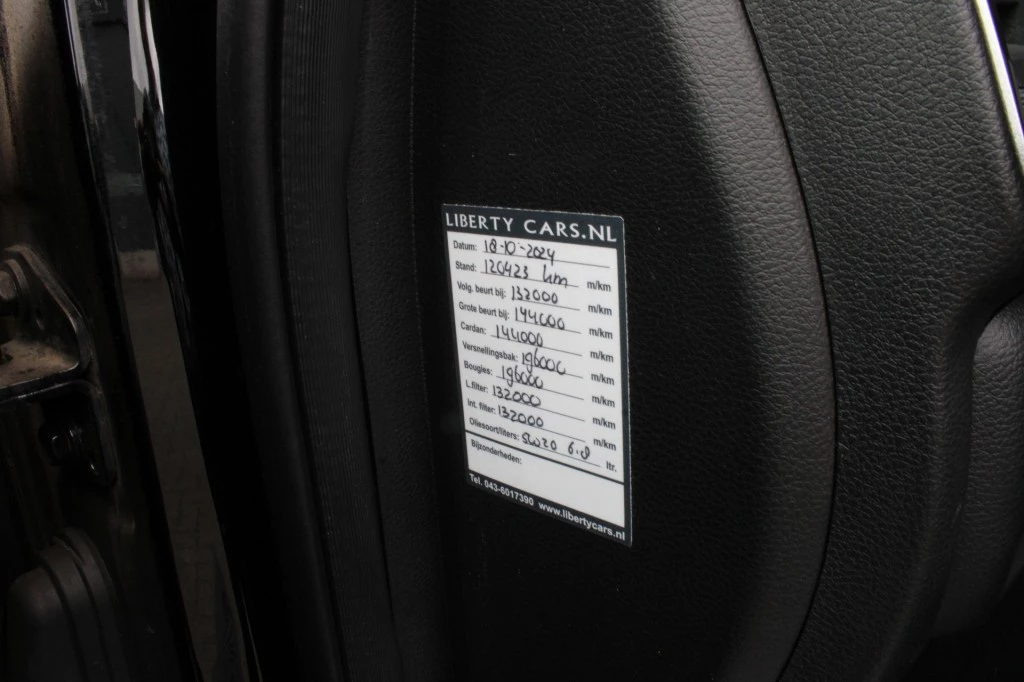 LIBERTY CARS.NL
Datum: 18-10-2024
Stand: 120423 km m/km
Volg. beurt bij: 132000 m/km
Grote beurt bij: 144000 m/km
Cardan: 144000 m/km
Versnellingsbak: 196000 m/km
Bougies: 196000 m/km
L.filter: 132000 m/km
int. filter: 132000 m/km
Oliesoort/liters: 5w20 6.8 ltr.
Bijzonderheden:
Tel. 043-6017390 www.libertycars.nl